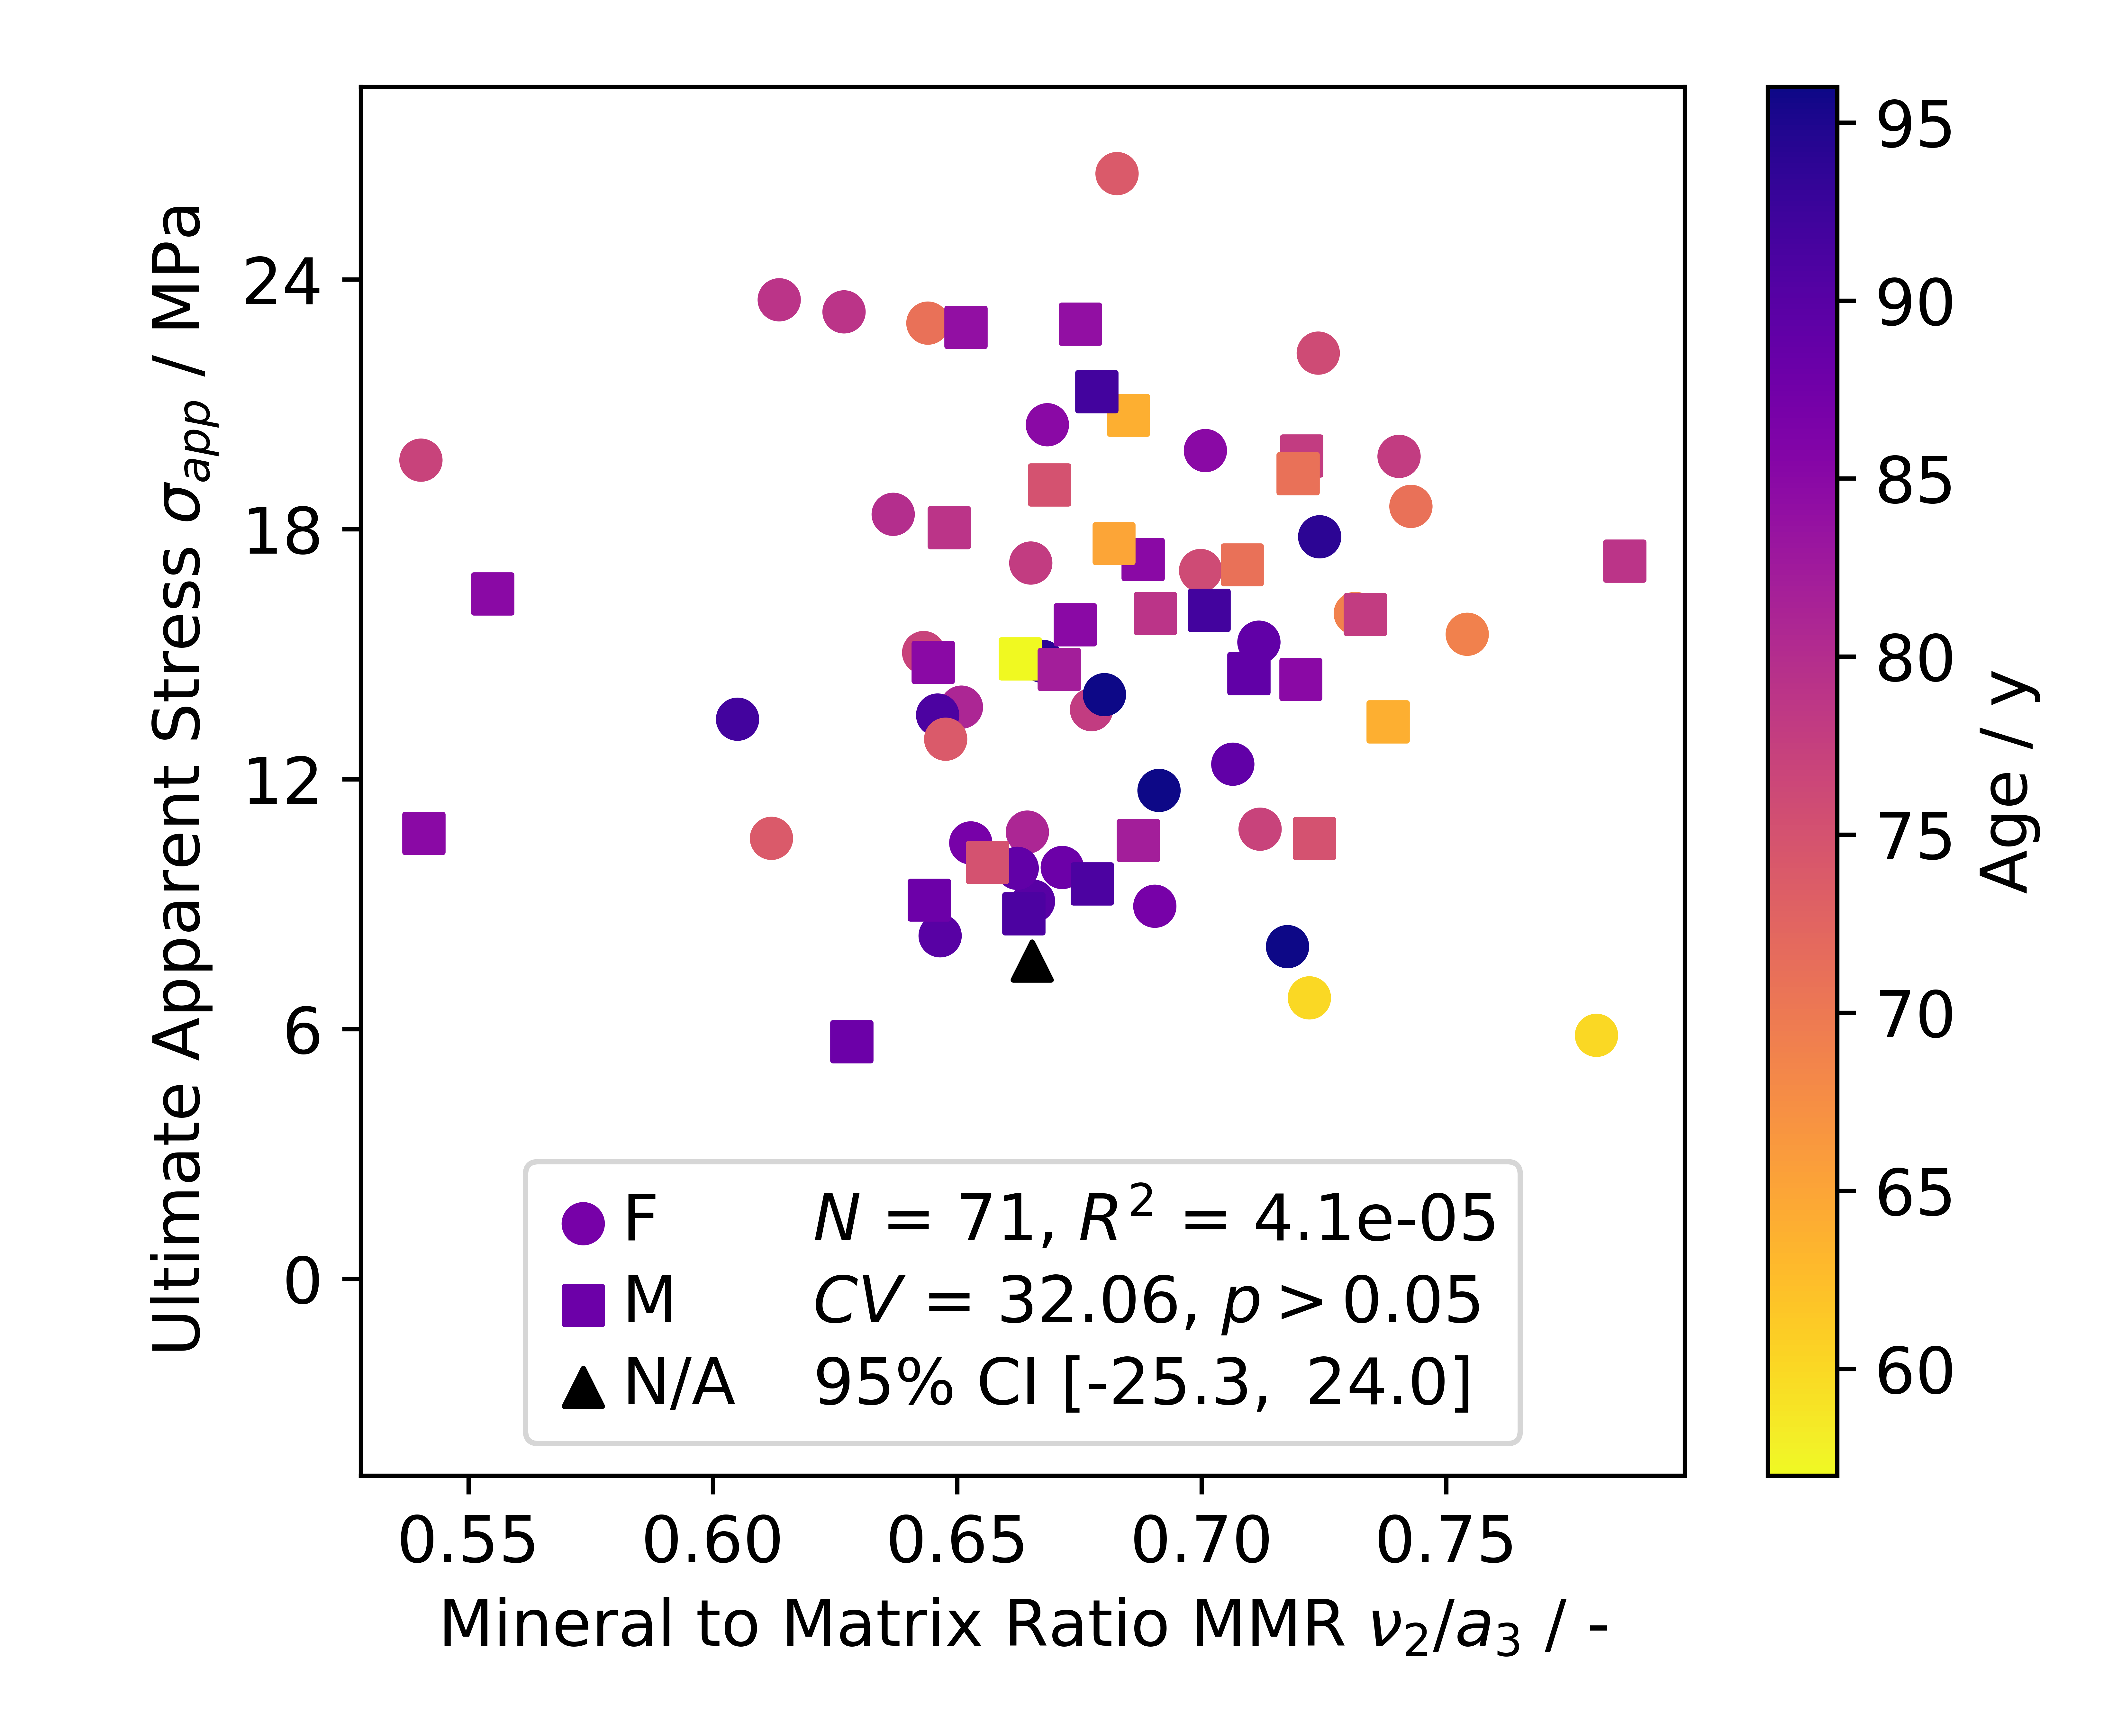 Ultimate Apparent Stress σ_app / MPa
24
18
12
6
0
F
M
N/A
N = 71, R² = 4.1e-05
CV = 32.06, p > 0.05
95% CI [-25.3, 24.0]
0.55 0.60 0.65 0.70 0.75
Mineral to Matrix Ratio MMR ν₂/a₃ / -
95
90
85
80
75
70
65
60
Age / y